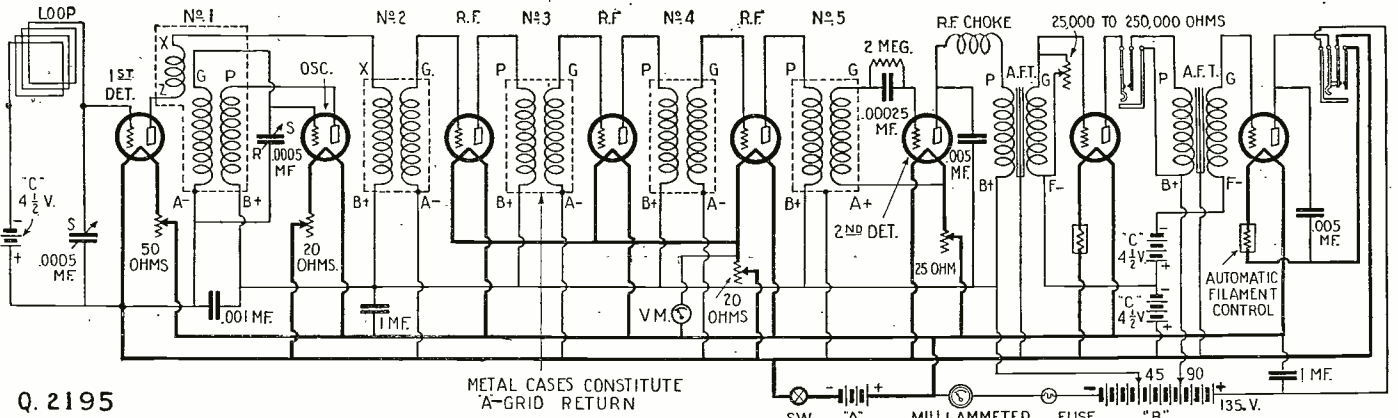 LOOP
Nº.1
Nº.2
R.F.
Nº.3
R.F.
Nº.4
R.F.
Nº.5
R.F. CHOKE
25,000 TO 250,000 OHMS
2 MEG.
X
G
P
OSC.
1ST
DET.
Z
X
G.
P
G
P
G
P
G
P
A.F.T.
G
P
A.F.T.
G
.00025
MF.
S
R
.0005
MF
.005
MF.
"C"
4½ V.
+
S
.0005
MF.
A-
B+
B+
A-
B+
A-
B+
A-
B+
A+
B+
F-
B+
F-
2ND DET.
50
OHMS
20
OHMS.
20
OHMS
25 OHM
"C"
4½ V.
+
"C"
4½ V.
+
.005
MF.
AUTOMATIC
FILAMENT
CONTROL
.001 MF.
1 MF.
V.M.
METAL CASES CONSTITUTE
"A-GRID RETURN
45
90
1 MF.
Q. 2195
SW.
-
"A"
+
MILLIAMMETER
FUSE
-
"B"
+
135.V.